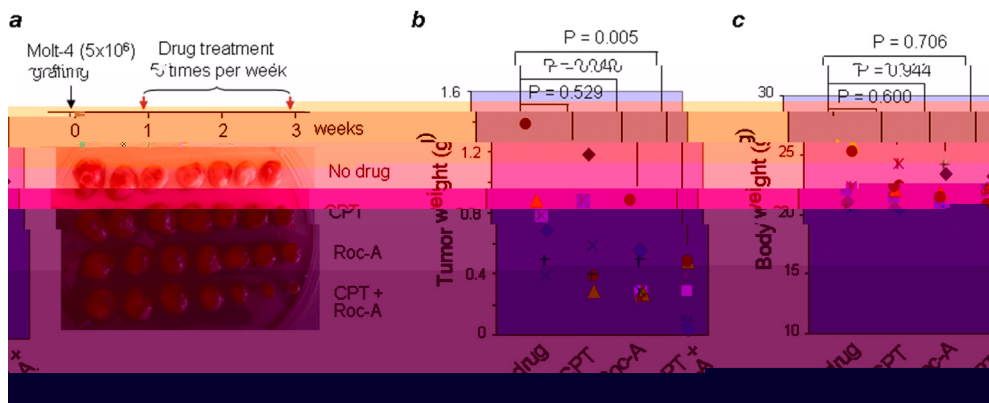 a
Molt-4 (5x10⁶)
grafting
Drug treatment
5 times per week
0 1 2 3 weeks
No drug
CPT
Roc-A
CPT +
Roc-A
b
P = 0.005
P = 0.529
1.6
1.2
0.8
0.4
0
Tumor weight (g)
drug
CPT
Roc-A
CPT +
c
P = 0.706
P = 0.944
P = 0.600
30
25
20
15
10
Body weight (g)
drug
CPT
Roc-A